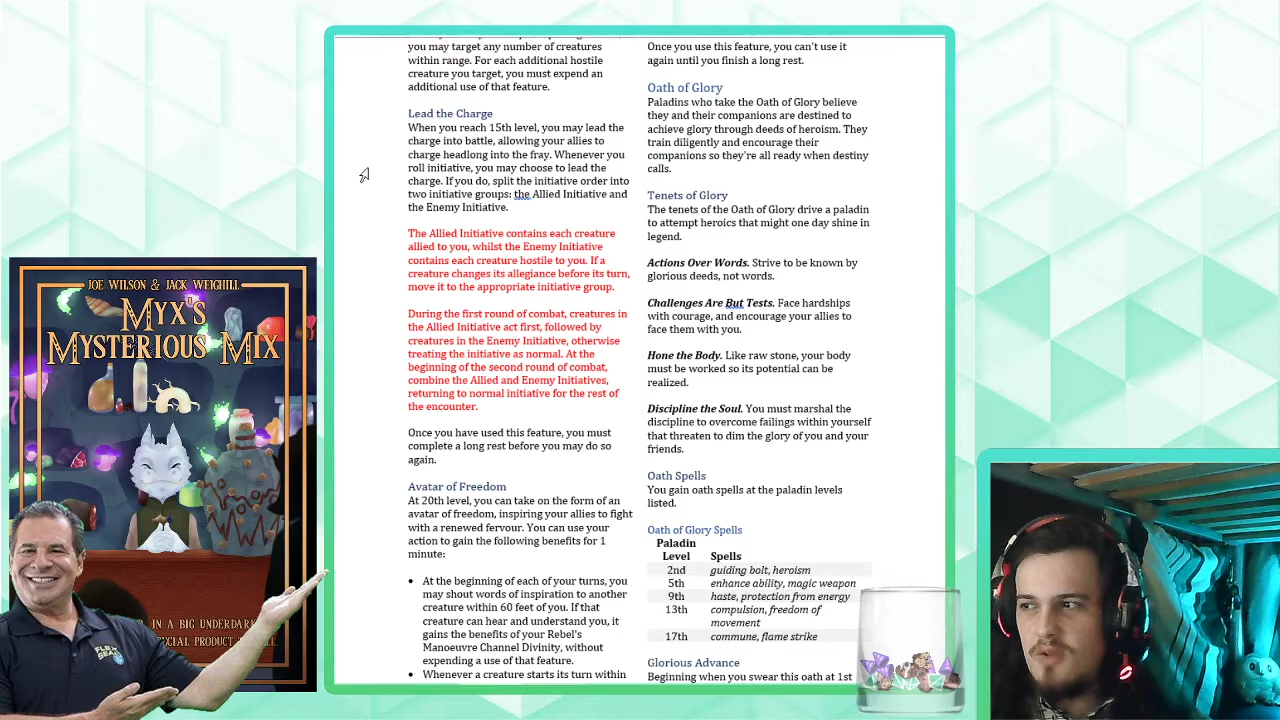 you may target any number of creatures
within range. For each additional hostile
creature you target, you must expend an
additional use of that feature.
Lead the Charge
When you reach 15th level, you may lead the
charge into battle, allowing your allies to
charge headlong into the fray. Whenever you
roll initiative, you may choose to lead the
charge. If you do, split the initiative order into
two initiative groups: the Allied Initiative and
the Enemy Initiative.
The Allied Initiative contains each creature
allied to you, whilst the Enemy Initiative
contains each creature hostile to you. If a
creature changes its allegiance before its turn,
move it to the appropriate initiative group.
During the first round of combat, creatures in
the Allied Initiative act first, followed by
creatures in the Enemy Initiative, otherwise
treating the initiative as normal. At the
beginning of the second round of combat,
combine the Allied and Enemy Initiatives,
returning to normal initiative for the rest of
the encounter.
Once you have used this feature, you must
complete a long rest before you may do so
again.
Avatar of Freedom
At 20th level, you can take on the form of an
avatar of freedom, inspiring your allies to fight
with a renewed fervour. You can use your
action to gain the following benefits for 1
minute:
• At the beginning of each of your turns, you
may shout words of inspiration to another
creature within 60 feet of you. If that
creature can hear and understand you, it
gains the benefits of your Rebel's
Manoeuvre Channel Divinity, without
expending a use of that feature.
• Whenever a creature starts its turn within
Once you use this feature, you can't use it
again until you finish a long rest.
Oath of Glory
Paladins who take the Oath of Glory believe
they and their companions are destined to
achieve glory through deeds of heroism. They
train diligently and encourage their
companions so they're all ready when destiny
calls.
Tenets of Glory
The tenets of the Oath of Glory drive a paladin
to attempt heroics that might one day shine in
legend.
Actions Over Words. Strive to be known by
glorious deeds, not words.
Challenges Are But Tests. Face hardships
with courage, and encourage your allies to
face them with you.
Hone the Body. Like raw stone, your body
must be worked so its potential can be
realized.
Discipline the Soul. You must marshal the
discipline to overcome failings within yourself
that threaten to dim the glory of you and your
friends.
Oath Spells
You gain oath spells at the paladin levels
listed.
Oath of Glory Spells
Paladin
Level Spells
2nd guiding bolt, heroism
5th enhance ability, magic weapon
9th haste, protection from energy
13th compulsion, freedom of
movement
17th commune, flame strike
Glorious Advance
Beginning when you swear this oath at 1st
JOE WILSON & JACK WEIGHILL
MYX'S
MYSTERIOUS MIX
IN A BIG UNDERDARK
PRODUCT
FLEX
SEAL